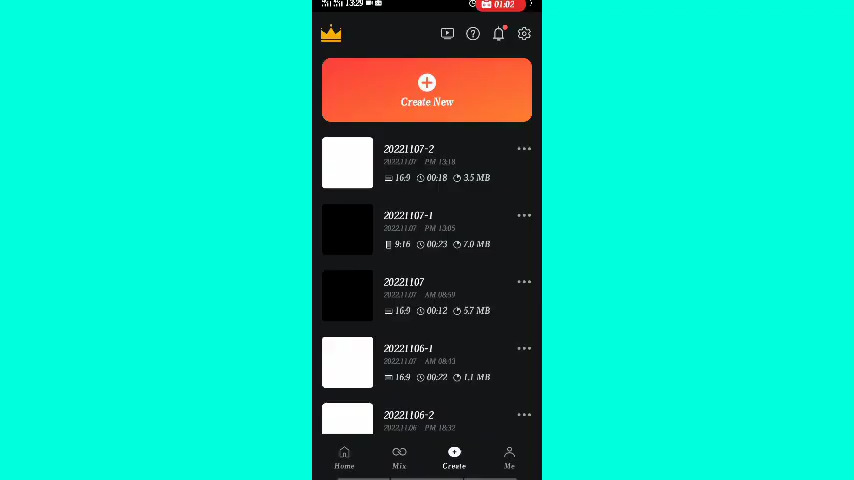 13:29
01:02
Create New
20221107-2
2022.11.07 PM 13:18
16:9 00:18 3.5 MB
20221107-1
2022.11.07 PM 13:05
9:16 00:23 7.0 MB
20221107
2022.11.07 AM 08:59
16:9 00:12 5.7 MB
20221106-1
2022.11.07 AM 08:43
16:9 00:22 1.1 MB
20221106-2
2022.11.06 PM 18:32
Home Mix Create Me